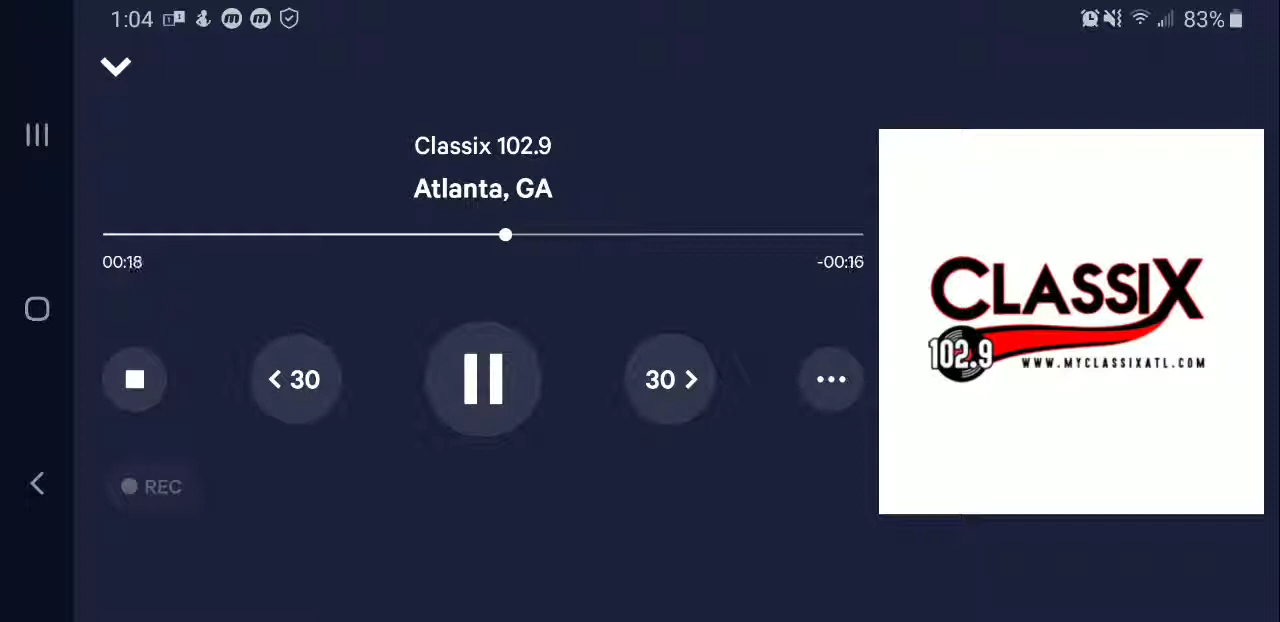 1:04
83%
Classix 102.9
Atlanta, GA
00:18
-00:16
< 30
30 >
REC
CLASSIX
102.9
WWW.MYCLASSIXATL.COM